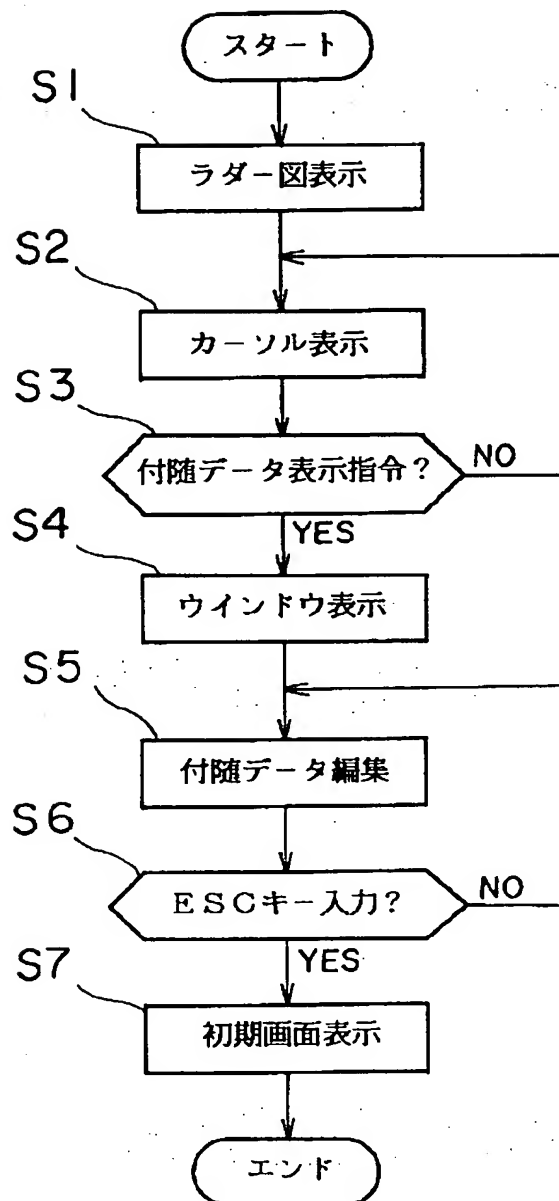 スタート
S1
ラダー図表示
S2
カーソル表示
S3
付随データ表示指令?
NO
YES
S4
ウインドウ表示
S5
付随データ編集
S6
ESCキー入力?
NO
YES
S7
初期画面表示
エンド